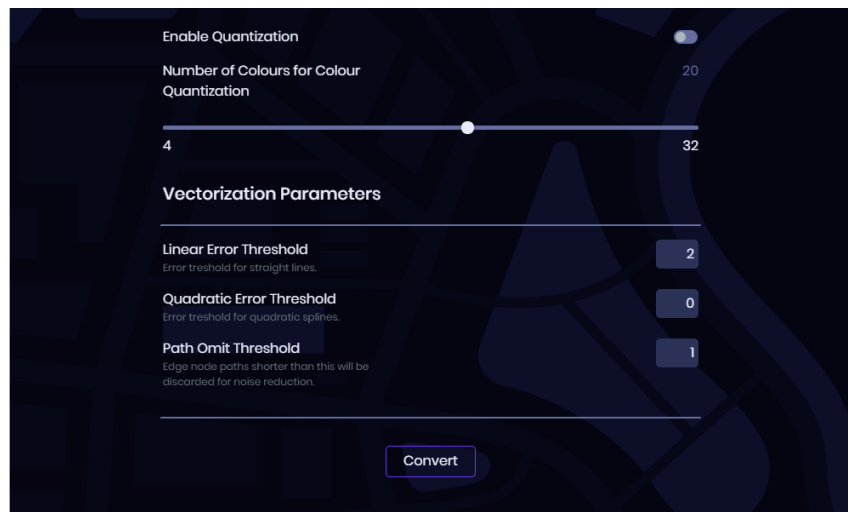 Enable Quantization
Number of Colours for Colour 20
Quantization
4 32
Vectorization Parameters
Linear Error Threshold 2
Error treshold for straight lines.
Quadratic Error Threshold 0
Error treshold for quadratic splines.
Path Omit Threshold 1
Edge node paths shorter than this will be
discarded for noise reduction.
Convert